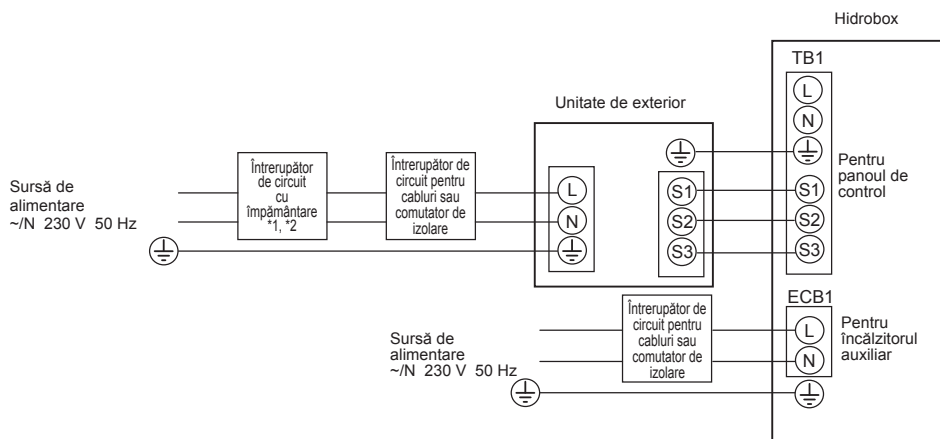 Hidrobox
TB1
L
N
Unitate de exterior
Întrerupător
de circuit
cu
împământare
*1, *2
Întrerupător de
circuit pentru
cabluri sau
comutator de
izolare
Pentru
panoul de
control
Sursă de
alimentare
~/N 230 V 50 Hz
L
N
S1
S2
S3
S1
S2
S3
ECB1
Întrerupător de
circuit pentru
cabluri sau
comutator de
izolare
L
N
Pentru
încălzitorul
auxiliar
Sursă de
alimentare
~/N 230 V 50 Hz